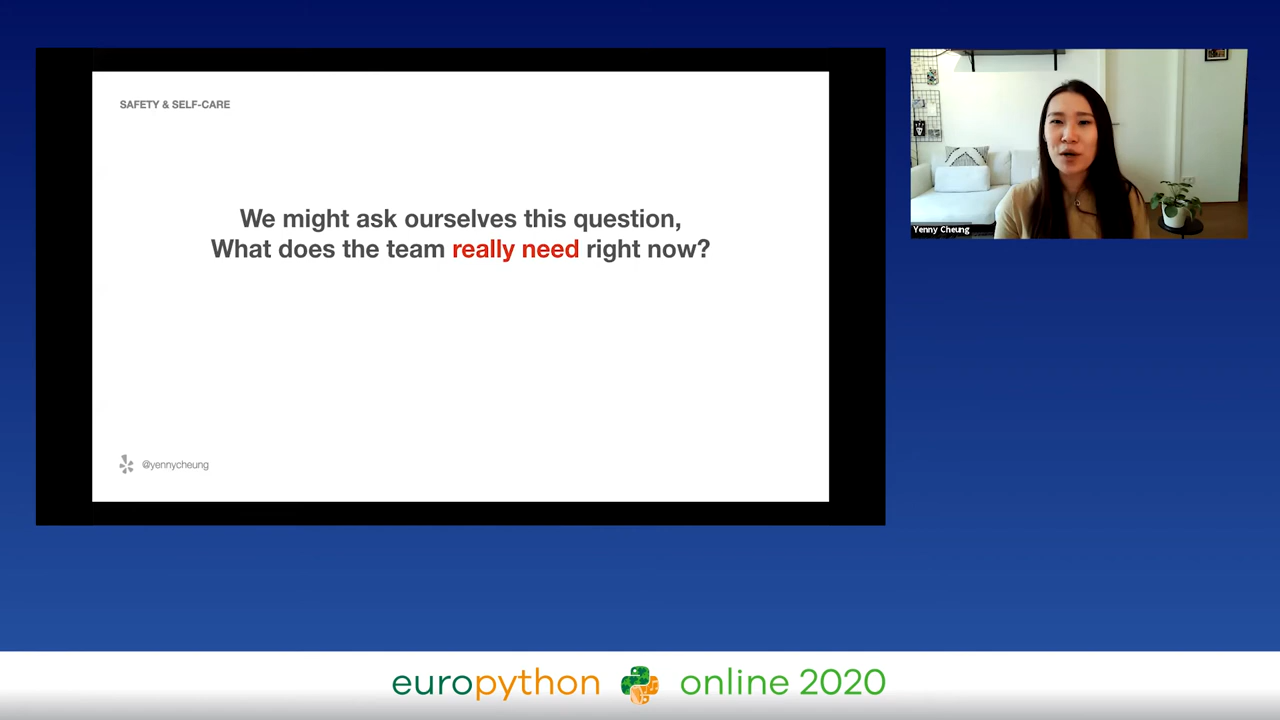 SAFETY & SELF-CARE
We might ask ourselves this question,
What does the team really need right now?
@yennycheung
Yenny Cheung
europython online 2020